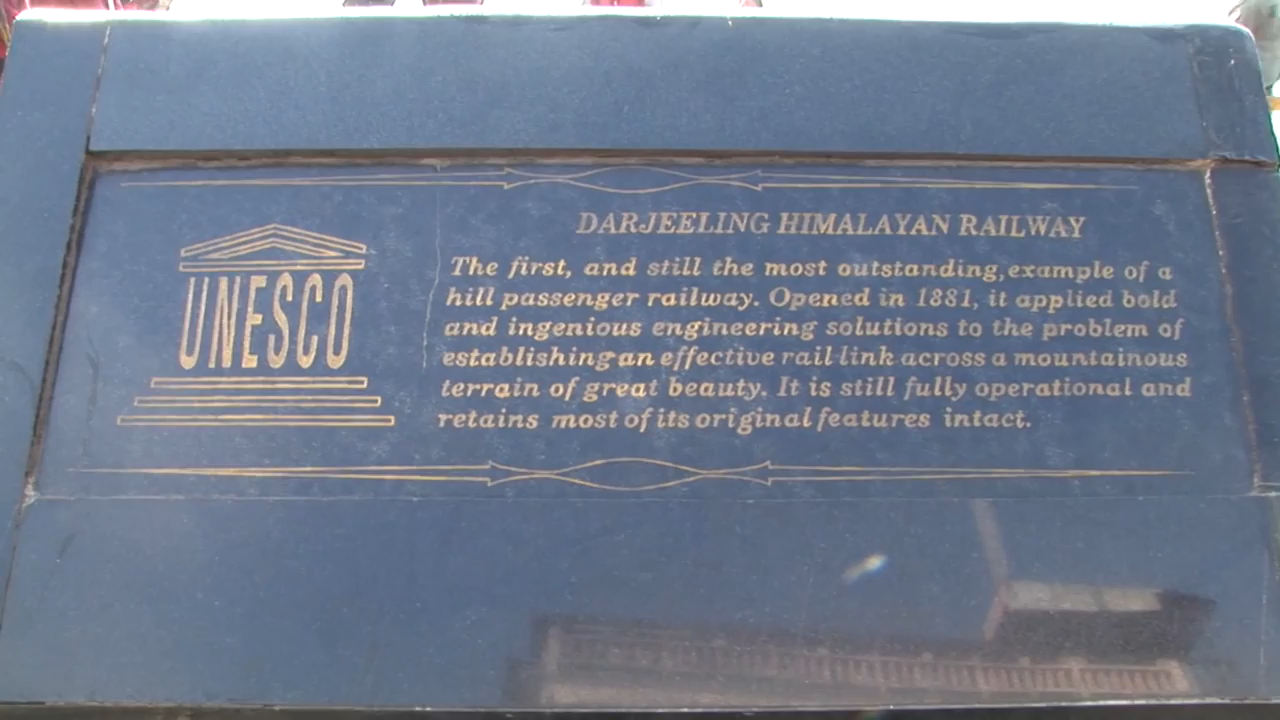 UNESCO
DARJEELING HIMALAYAN RAILWAY
The first, and still the most outstanding, example of a
hill passenger railway. Opened in 1881, it applied bold
and ingenious engineering solutions to the problem of
establishing an effective rail link across a mountainous
terrain of great beauty. It is still fully operational and
retains most of its original features intact.